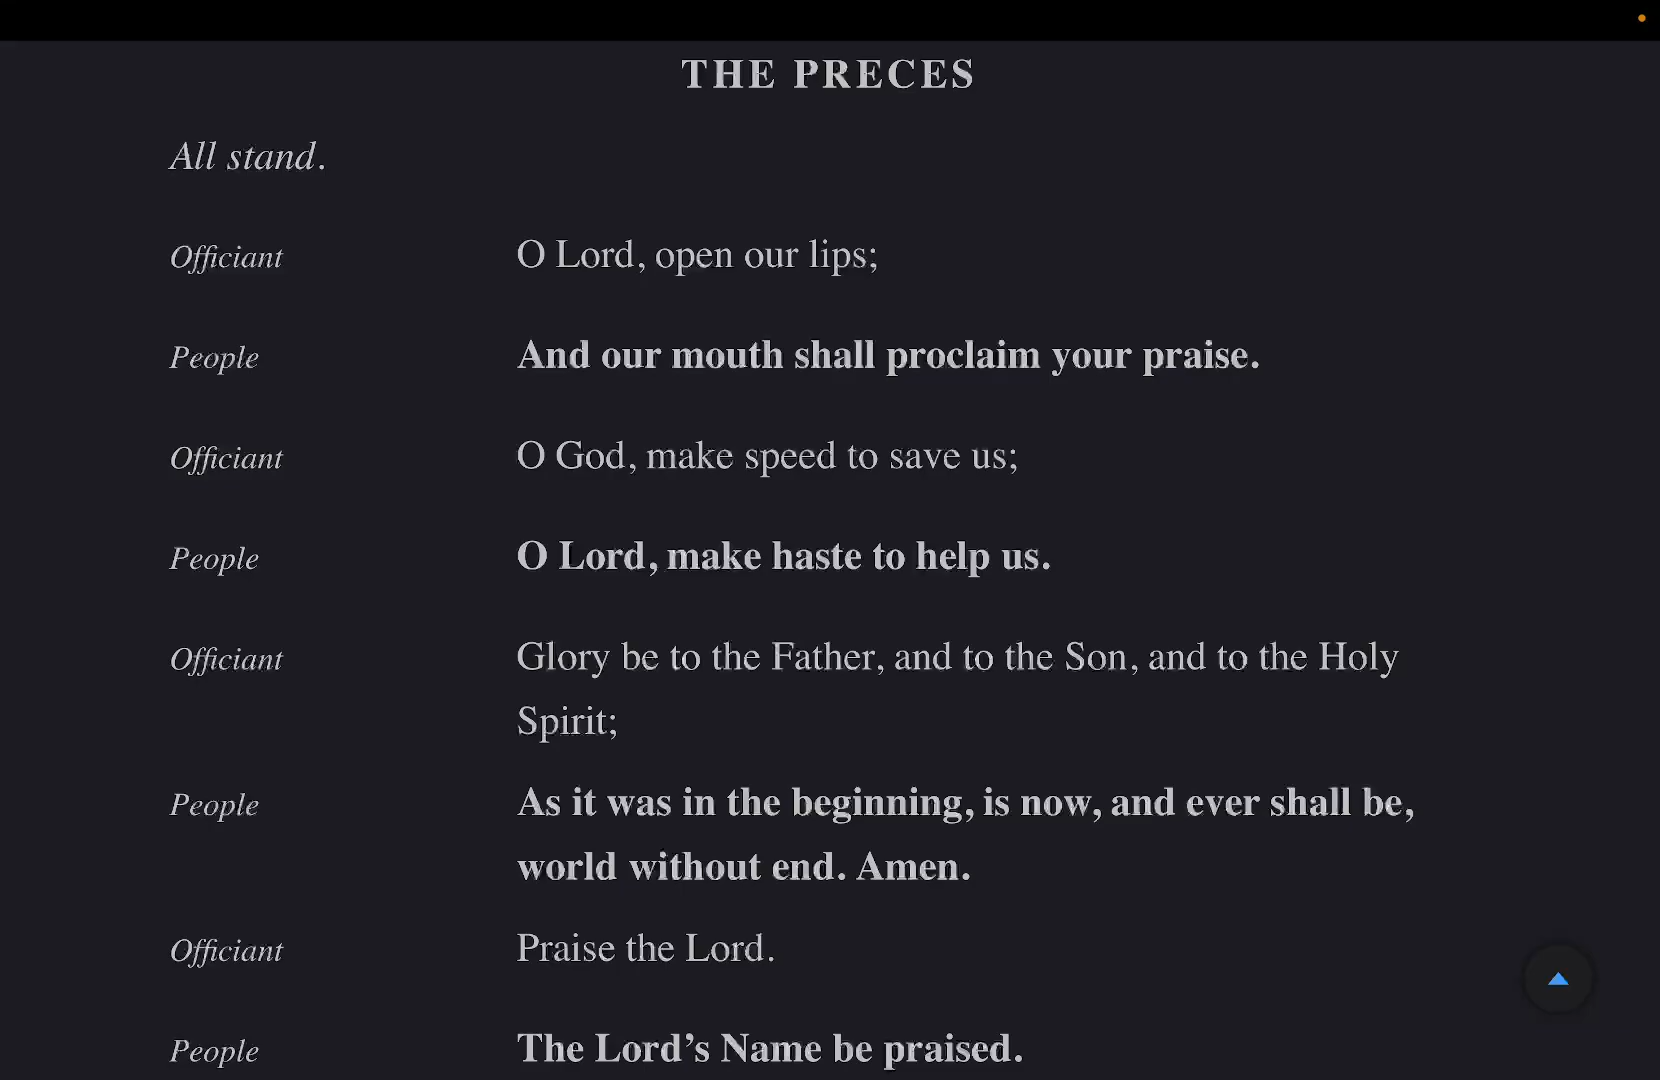 THE PRECES
All stand.
Officiant O Lord, open our lips;
People And our mouth shall proclaim your praise.
Officiant O God, make speed to save us;
People O Lord, make haste to help us.
Officiant Glory be to the Father, and to the Son, and to the Holy
Spirit;
People As it was in the beginning, is now, and ever shall be,
world without end. Amen.
Officiant Praise the Lord.
People The Lord’s Name be praised.